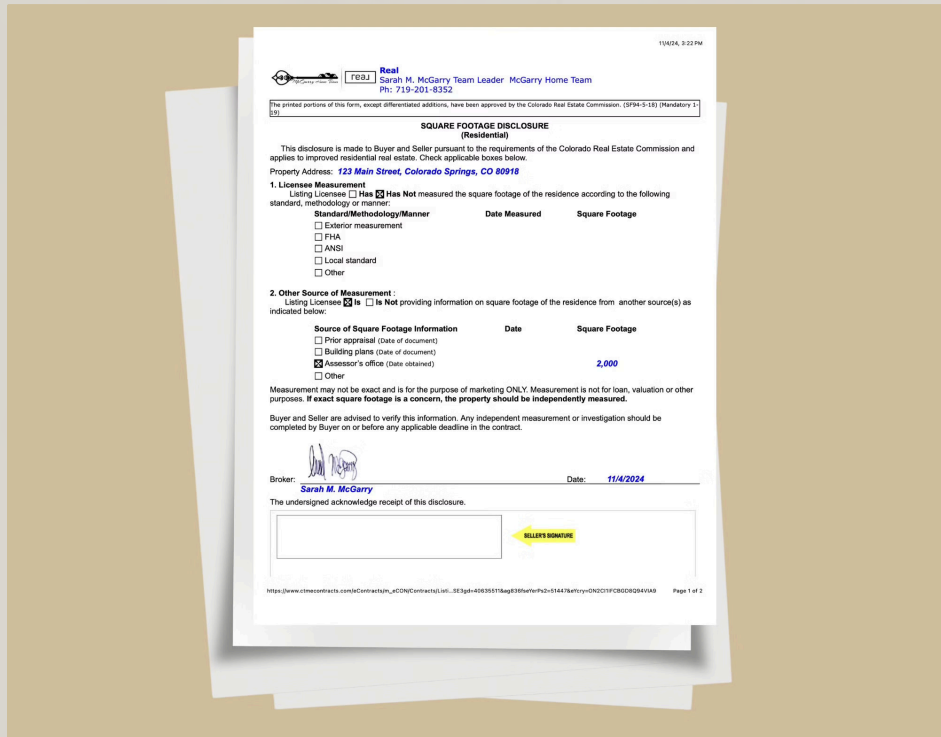 11/4/24, 3:22 PM
McGarry Home Team
real
Real
Sarah M. McGarry Team Leader McGarry Home Team
Ph: 719-201-8352
The printed portions of this form, except differentiated additions, have been approved by the Colorado Real Estate Commission. (SF94-5-18) (Mandatory 1-
19)
SQUARE FOOTAGE DISCLOSURE
(Residential)
This disclosure is made to Buyer and Seller pursuant to the requirements of the Colorado Real Estate Commission and
applies to improved residential real estate. Check applicable boxes below.
Property Address: 123 Main Street, Colorado Springs, CO 80918
1. Licensee Measurement
Listing Licensee ☐ Has ☒ Has Not measured the square footage of the residence according to the following
standard, methodology or manner:
Standard/Methodology/Manner Date Measured Square Footage
☐ Exterior measurement
☐ FHA
☐ ANSI
☐ Local standard
☐ Other
2. Other Source of Measurement :
Listing Licensee ☒ Is ☐ Is Not providing information on square footage of the residence from another source(s) as
indicated below:
Source of Square Footage Information Date Square Footage
☐ Prior appraisal (Date of document)
☐ Building plans (Date of document)
☒ Assessor's office (Date obtained) 2,000
☐ Other
Measurement may not be exact and is for the purpose of marketing ONLY. Measurement is not for loan, valuation or other
purposes. If exact square footage is a concern, the property should be independently measured.
Buyer and Seller are advised to verify this information. Any independent measurement or investigation should be
completed by Buyer on or before any applicable deadline in the contract.
Broker: Date: 11/4/2024
Sarah M. McGarry
The undersigned acknowledge receipt of this disclosure.
SELLER'S SIGNATURE
Page 1 of 2